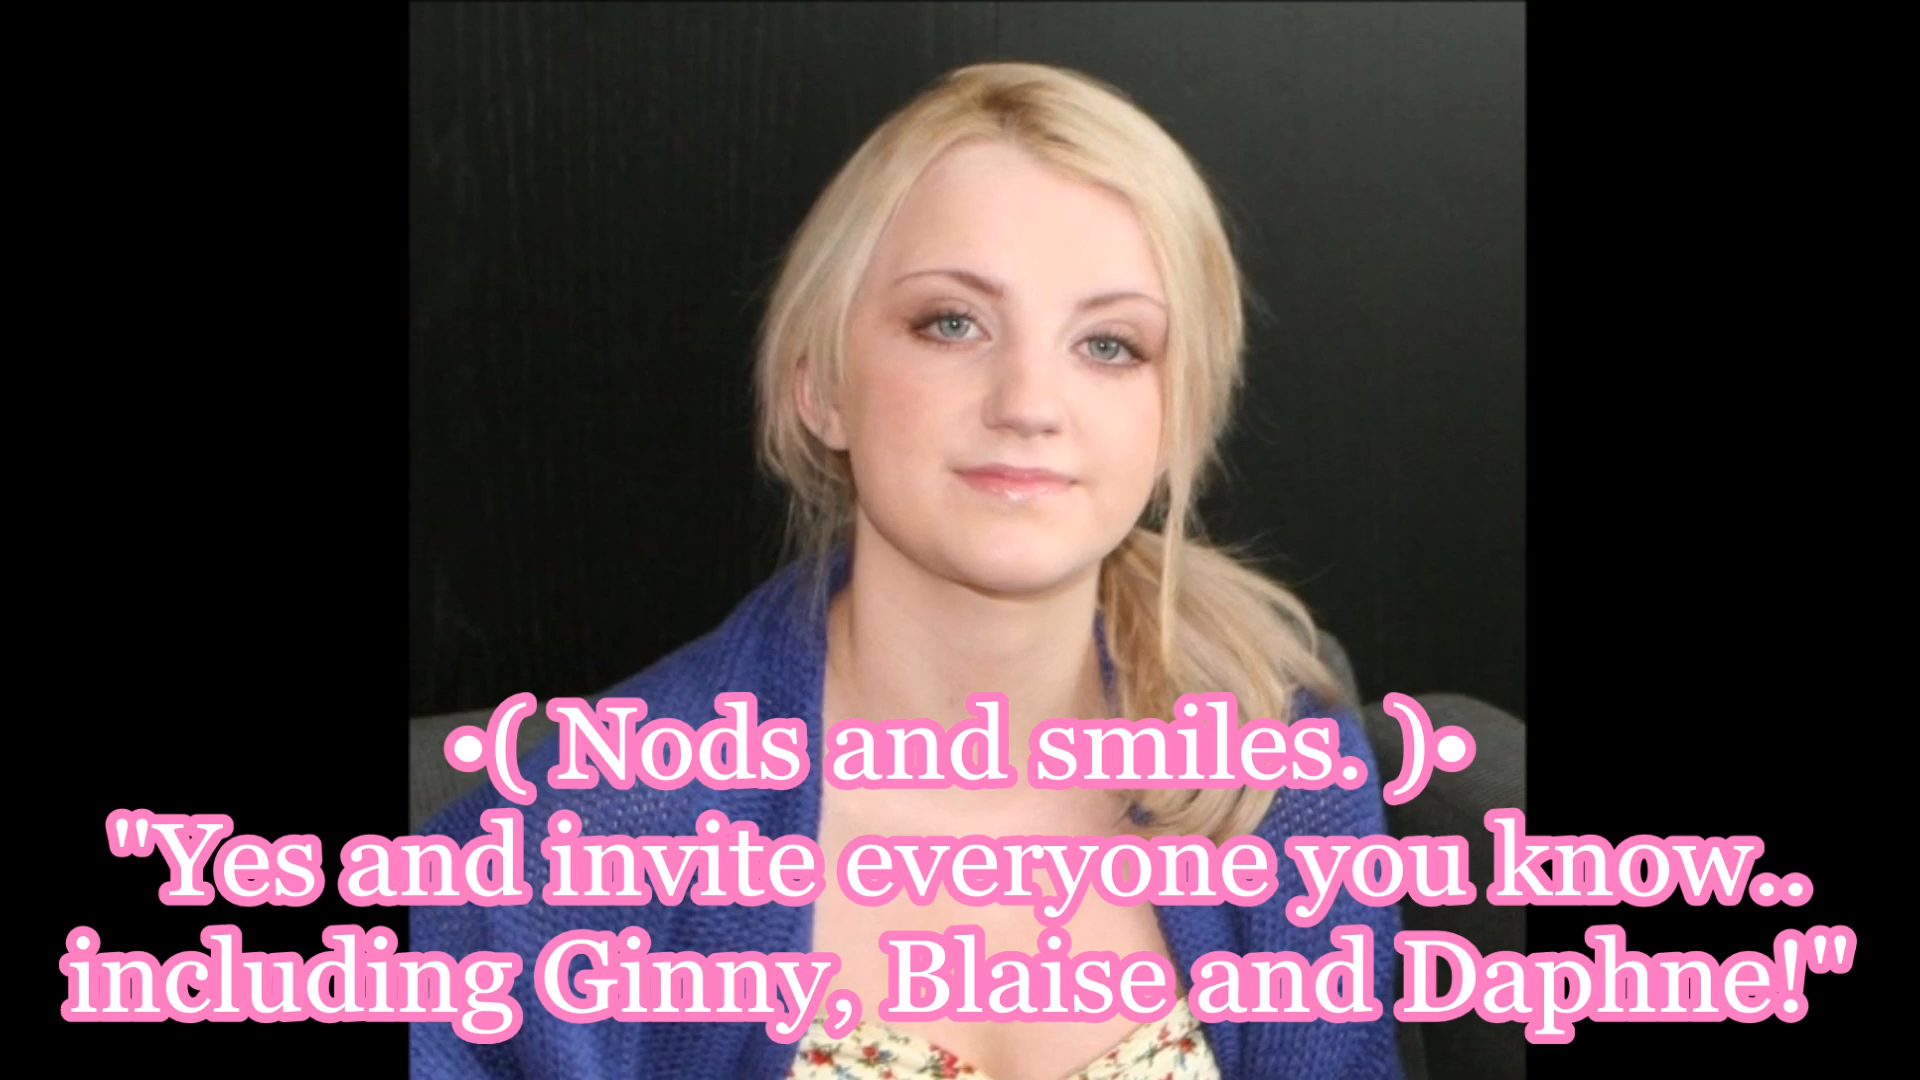 •( Nods and smiles. )•
"Yes and invite everyone you know..
including Ginny, Blaise and Daphne!"